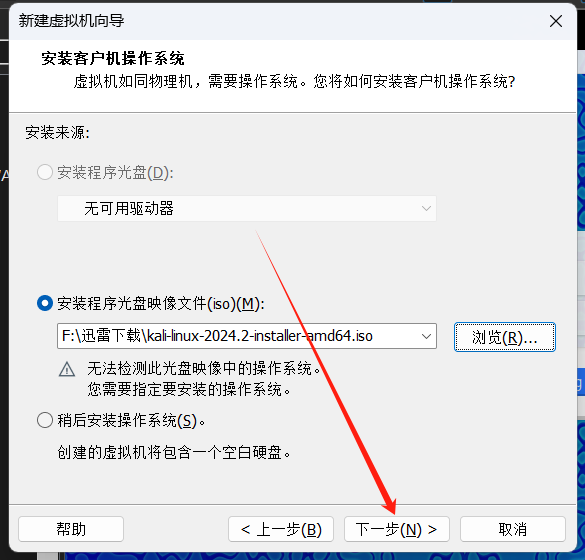 新建虚拟机向导
安装客户机操作系统
虚拟机如同物理机，需要操作系统。您将如何安装客户机操作系统?
安装来源:
安装程序光盘(D):
无可用驱动器
安装程序光盘映像文件(iso)(M):
F:\迅雷下载\kali-linux-2024.2-installer-amd64.iso
浏览(R)...
无法检测此光盘映像中的操作系统。
您需要指定要安装的操作系统。
稍后安装操作系统(S)。
创建的虚拟机将包含一个空白硬盘。
帮助
< 上一步(B)
下一步(N) >
取消